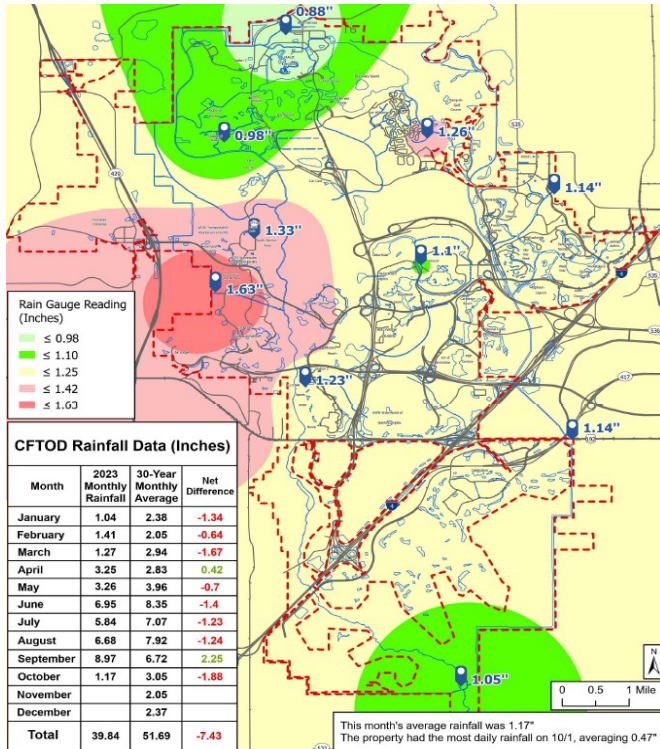 0.88"
0.98"
1.26"
535
1.14"
429
1.33"
1.1"
1.63"
4
536
417
1.23"
1.14"
192
4
1.05"
532
Rain Gauge Reading
(Inches)
≤ 0.98
≤ 1.10
≤ 1.25
≤ 1.42
≤ 1.63
CFTOD Rainfall Data (Inches)
Month 2023 Monthly Rainfall 30-Year Monthly Average Net Difference
January 1.04 2.38 -1.34
February 1.41 2.05 -0.64
March 1.27 2.94 -1.67
April 3.25 2.83 0.42
May 3.26 3.96 -0.7
June 6.95 8.35 -1.4
July 5.84 7.07 -1.23
August 6.68 7.92 -1.24
September 8.97 6.72 2.25
October 1.17 3.05 -1.88
November 2.05
December 2.37
Total 39.84 51.69 -7.43
N
0 0.5 1 Mile
This month's average rainfall was 1.17"
The property had the most daily rainfall on 10/1, averaging 0.47"